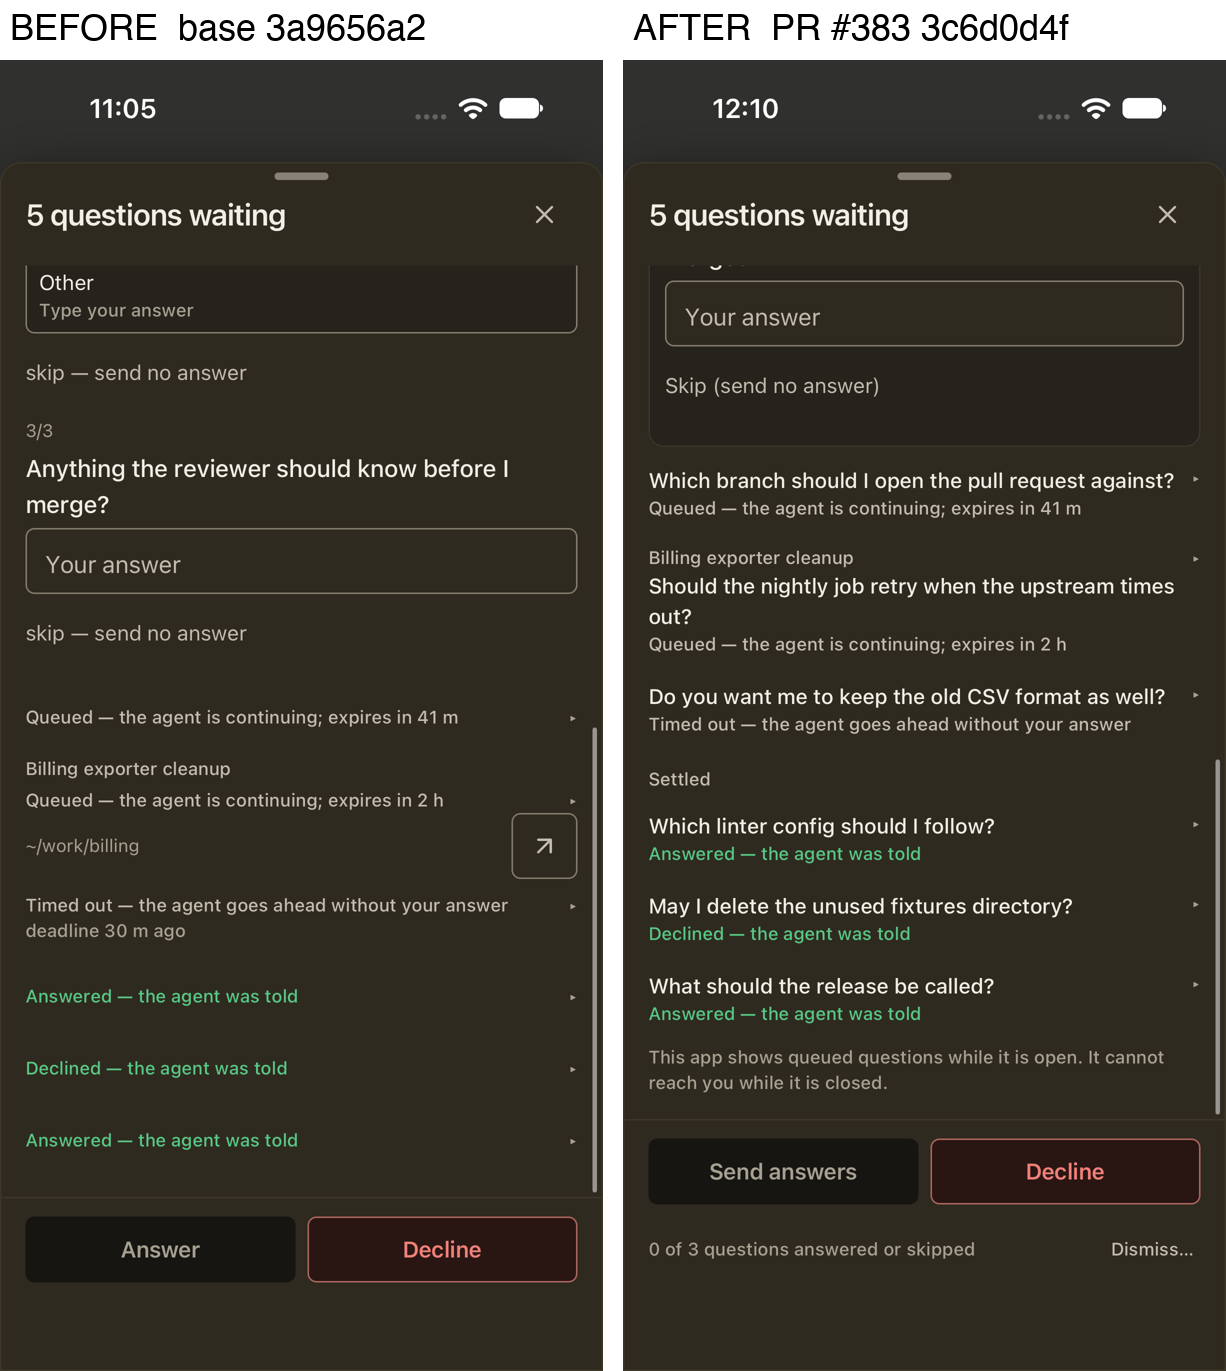 BEFORE base 3a9656a2
11:05
5 questions waiting
Other
Type your answer
skip — send no answer
3/3
Anything the reviewer should know before I
merge?
Your answer
skip — send no answer
Queued — the agent is continuing; expires in 41 m
Billing exporter cleanup
Queued — the agent is continuing; expires in 2 h
~/work/billing
Timed out — the agent goes ahead without your answer
deadline 30 m ago
Answered — the agent was told
Declined — the agent was told
Answered — the agent was told
Answer
Decline
AFTER PR #383 3c6d0d4f
12:10
5 questions waiting
Your answer
Skip (send no answer)
Which branch should I open the pull request against?
Queued — the agent is continuing; expires in 41 m
Billing exporter cleanup
Should the nightly job retry when the upstream times
out?
Queued — the agent is continuing; expires in 2 h
Do you want me to keep the old CSV format as well?
Timed out — the agent goes ahead without your answer
Settled
Which linter config should I follow?
Answered — the agent was told
May I delete the unused fixtures directory?
Declined — the agent was told
What should the release be called?
Answered — the agent was told
This app shows queued questions while it is open. It cannot
reach you while it is closed.
Send answers
Decline
0 of 3 questions answered or skipped
Dismiss...